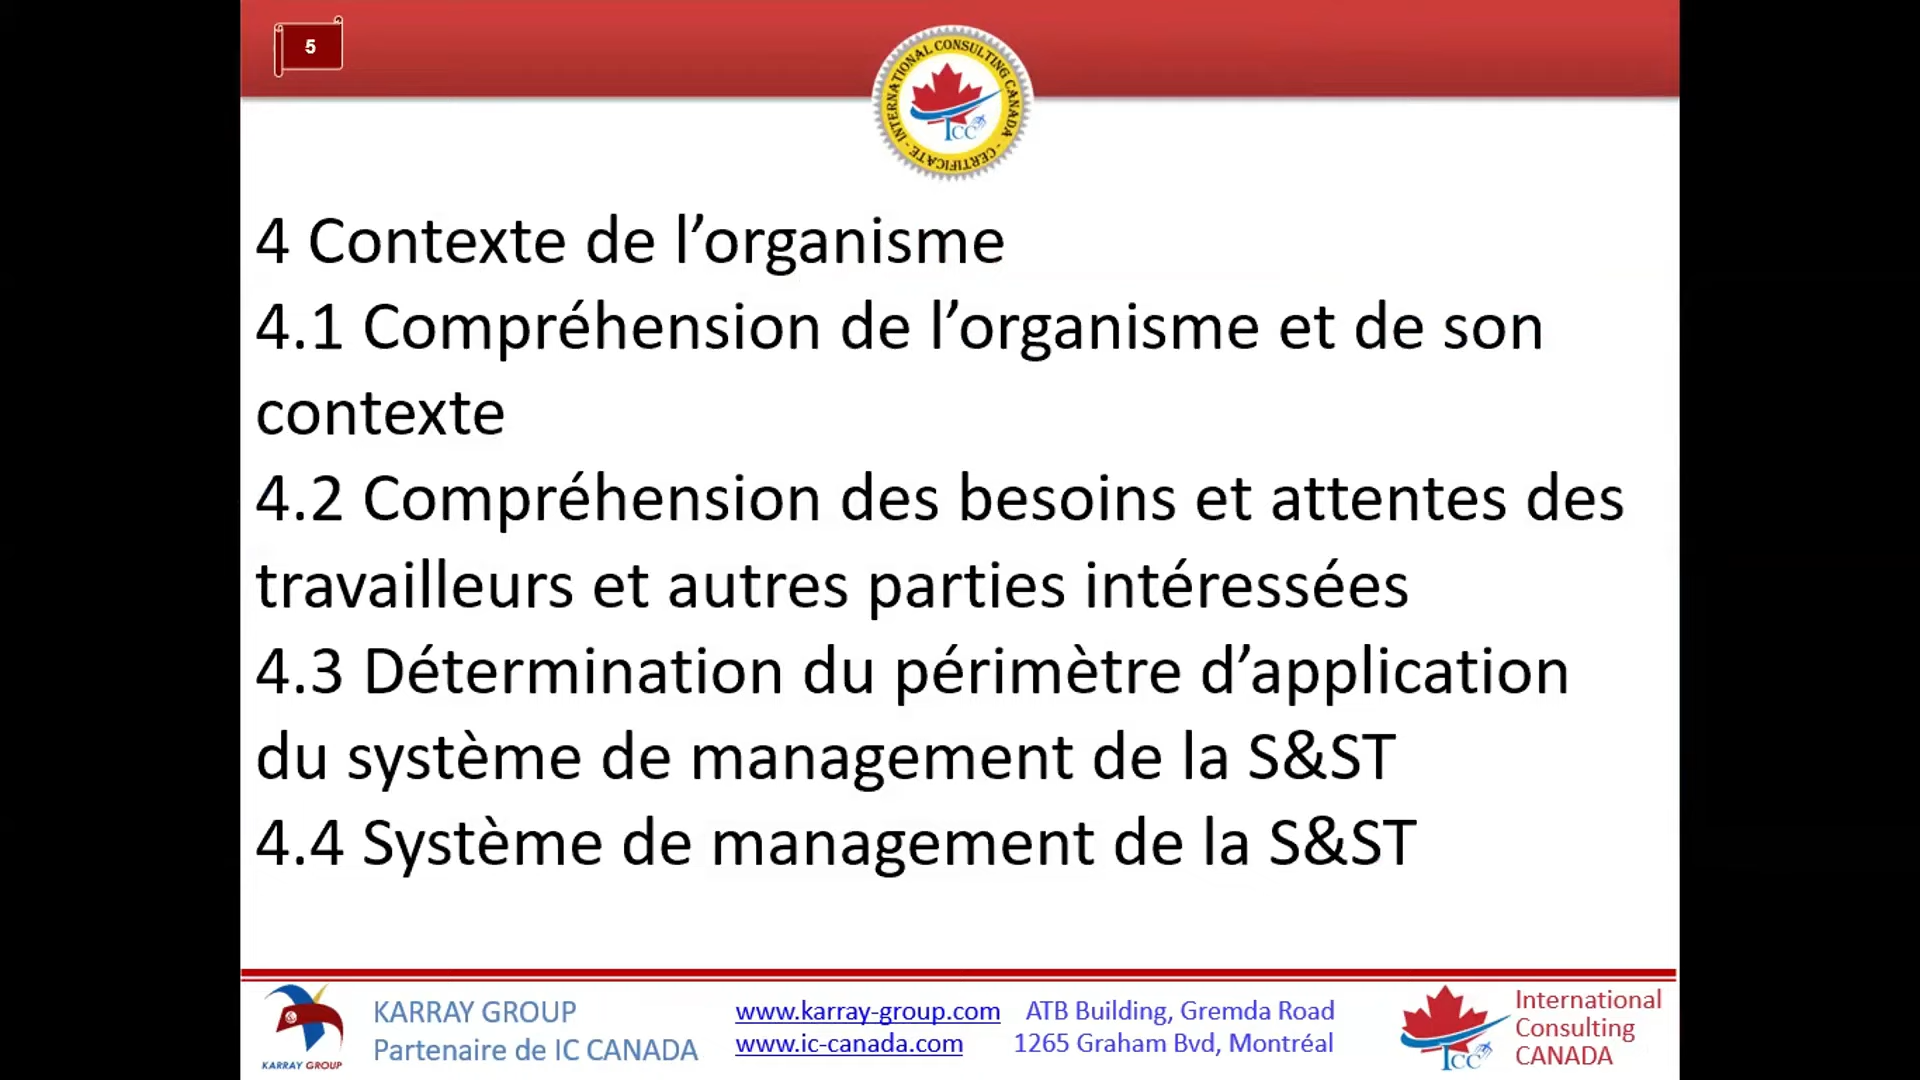 5
INTERNATIONAL CONSULTING CANADA - CERTIFICATE -
ICC
4 Contexte de l’organisme
4.1 Compréhension de l’organisme et de son
contexte
4.2 Compréhension des besoins et attentes des
travailleurs et autres parties intéressées
4.3 Détermination du périmètre d’application
du système de management de la S&ST
4.4 Système de management de la S&ST
KARRAY GROUP
KARRAY GROUP
Partenaire de IC CANADA
www.karray-group.com
www.ic-canada.com
ATB Building, Gremda Road
1265 Graham Bvd, Montréal
ICC
International
Consulting
CANADA